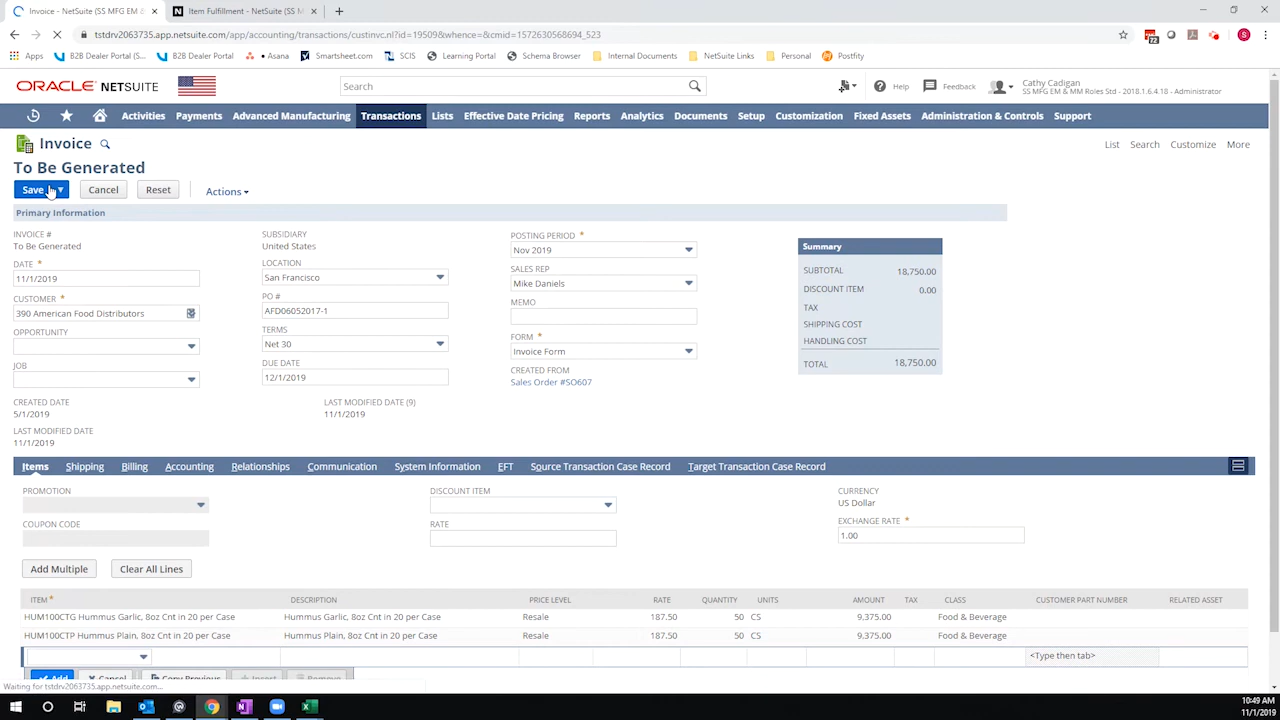 Invoice - NetSuite (SS MFG EM &
Item Fulfillment - NetSuite (SS M
tstdrv2063735.app.netsuite.com/app/accounting/transactions/custinvc.nl?id=19509&whence=&cmid=1572630568694_523
72
S
Apps
B2B Dealer Portal (S...
B2B Dealer Portal
Asana
Smartsheet.com
SCIS
Learning Portal
Schema Browser
Internal Documents
NetSuite Links
Personal
Postfity
ORACLE NETSUITE
Search
Help
Feedback
Cathy Cadigan
SS MFG EM & MM Roles Std - 2018.1.6.4.18 - Administrator
Activities Payments Advanced Manufacturing Transactions Lists Effective Date Pricing Reports Analytics Documents Setup Customization Fixed Assets Administration & Controls Support
Invoice
List Search Customize More
To Be Generated
Save Cancel Reset Actions
Primary Information
INVOICE #
To Be Generated
DATE *
11/1/2019
CUSTOMER *
390 American Food Distributors
OPPORTUNITY
JOB
CREATED DATE
5/1/2019
LAST MODIFIED DATE
11/1/2019
SUBSIDIARY
United States
LOCATION
San Francisco
PO #
AFD06052017-1
TERMS
Net 30
DUE DATE
12/1/2019
LAST MODIFIED DATE (9)
11/1/2019
POSTING PERIOD *
Nov 2019
SALES REP
Mike Daniels
MEMO
FORM *
Invoice Form
CREATED FROM
Sales Order #SO607
Summary
SUBTOTAL 18,750.00
DISCOUNT ITEM 0.00
TAX
SHIPPING COST
HANDLING COST
TOTAL 18,750.00
Items Shipping Billing Accounting Relationships Communication System Information EFT Source Transaction Case Record Target Transaction Case Record
PROMOTION
COUPON CODE
DISCOUNT ITEM
RATE
CURRENCY
US Dollar
EXCHANGE RATE *
1.00
Add Multiple Clear All Lines
ITEM * DESCRIPTION PRICE LEVEL RATE QUANTITY UNITS AMOUNT TAX CLASS CUSTOMER PART NUMBER RELATED ASSET
HUM100CTG Hummus Garlic, 8oz Cnt in 20 per Case Hummus Garlic, 8oz Cnt in 20 per Case Resale 187.50 50 CS 9,375.00 Food & Beverage
HUM100CTP Hummus Plain, 8oz Cnt in 20 per Case Hummus Plain, 8oz Cnt in 20 per Case Resale 187.50 50 CS 9,375.00 Food & Beverage
<Type then tab>
Add Cancel Copy Previous Insert Remove
Waiting for tstdrv2063735.app.netsuite.com...
10:49 AM
11/1/2019